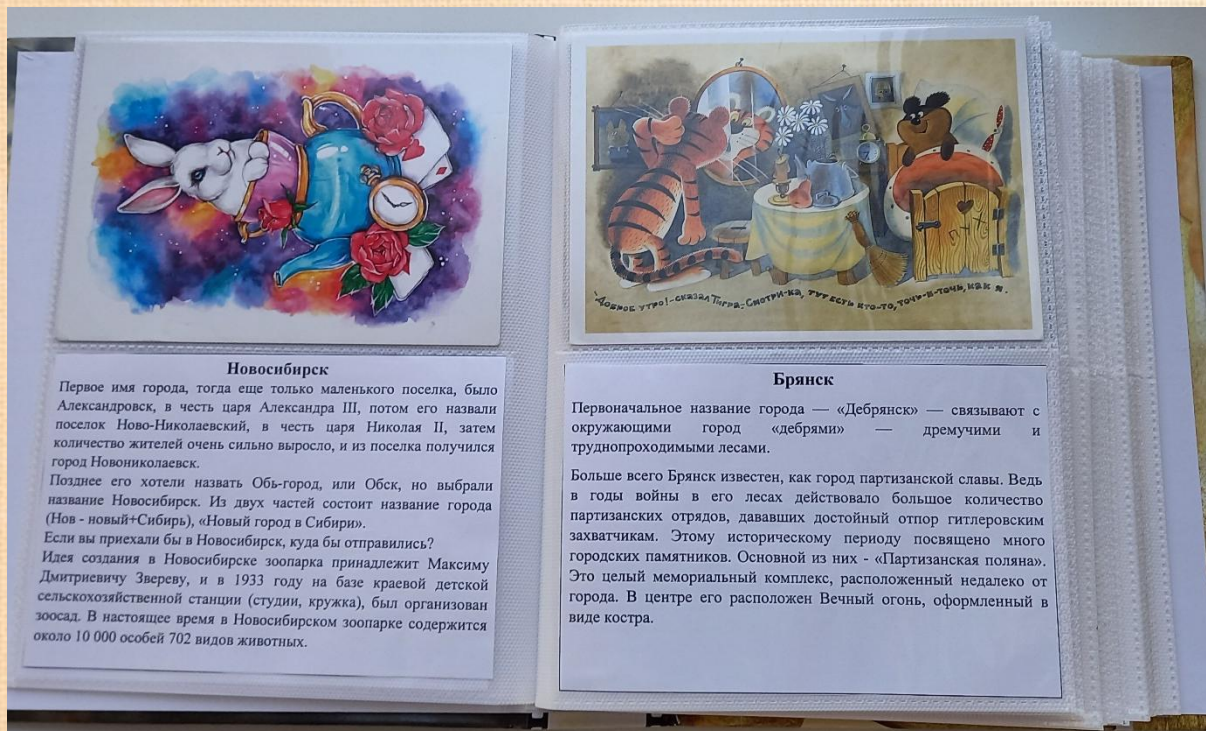 Новосибирск
Первое имя города, тогда еще только маленького поселка, было
Александровск, в честь царя Александра III, потом его назвали
поселок Ново-Николаевский, в честь царя Николая II, затем
количество жителей очень сильно выросло, и из поселка получился
город Новониколаевск.
Позднее его хотели назвать Обь-город, или Обск, но выбрали
название Новосибирск. Из двух частей состоит название города
(Нов - новый+Сибирь), «Новый город в Сибири».
Если вы приехали бы в Новосибирск, куда бы отправились?
Идея создания в Новосибирске зоопарка принадлежит Максиму
Дмитриевичу Звереву, и в 1933 году на базе краевой детской
сельскохозяйственной станции (студии, кружка), был организован
зоосад. В настоящее время в Новосибирском зоопарке содержится
около 10 000 особей 702 видов животных.
"Доброе утро!-сказал Тигра,-Смотри-ка, тут есть кто-то, точь-в-точь, как я.
Брянск
Первоначальное название города — «Дебрянск» — связывают с
окружающими город «дебрями» — дремучими и
труднопроходимыми лесами.
Больше всего Брянск известен, как город партизанской славы. Ведь
в годы войны в его лесах действовало большое количество
партизанских отрядов, дававших достойный отпор гитлеровским
захватчикам. Этому историческому периоду посвящено много
городских памятников. Основной из них - «Партизанская поляна».
Это целый мемориальный комплекс, расположенный недалеко от
города. В центре его расположен Вечный огонь, оформленный в
виде костра.